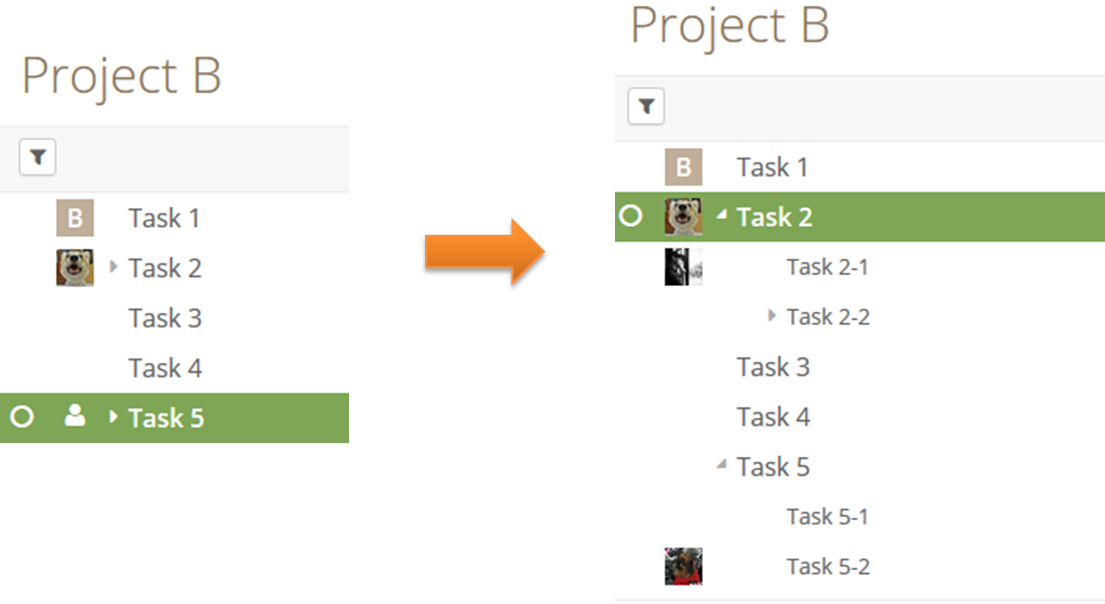 Project B
B Task 1
Task 2
Task 3
Task 4
Task 5
Project B
B Task 1
Task 2
Task 2-1
Task 2-2
Task 3
Task 4
Task 5
Task 5-1
Task 5-2